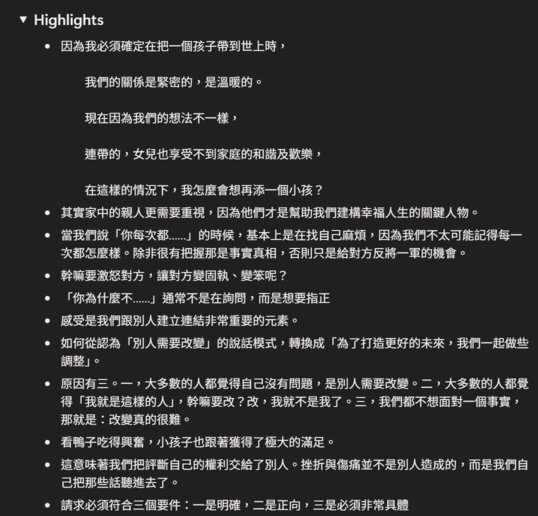 Highlights
因為我必須確定在把一個孩子帶到世上時，
我們的關係是緊密的，是溫暖的。
現在因為我們的想法不一樣，
連帶的，女兒也享受不到家庭的和諧及歡樂，
在這樣的情況下，我怎麼會想再添一個小孩？
其實家中的親人更需要重視，因為他們才是幫助我們建構幸福人生的關鍵人物。
當我們說「你每次都……」的時候，基本上是在找自己麻煩，因為我們不太可能記得每一
次都怎麼樣。除非很有把握那是事實真相，否則只是給對方反將一軍的機會。
幹嘛要激怒對方，讓對方變固執、變笨呢？
「你為什麼不……」通常不是在詢問，而是想要指正
感受是我們跟別人建立連結非常重要的元素。
如何從認為「別人需要改變」的說話模式，轉換成「為了打造更好的未來，我們一起做些
調整」。
原因有三。一，大多數的人都覺得自己沒有問題，是別人需要改變。二，大多數的人都覺
得「我就是這樣的人」，幹嘛要改？改，我就不是我了。三，我們都不想面對一個事實，
那就是：改變真的很難。
看鴨子吃得興奮，小孩子也跟著獲得了極大的滿足。
這意味著我們把評斷自己的權利交給了別人。挫折與傷痛並不是別人造成的，而是我們自
己把那些話聽進去了。
請求必須符合三個要件：一是明確，二是正向，三是必須非常具體